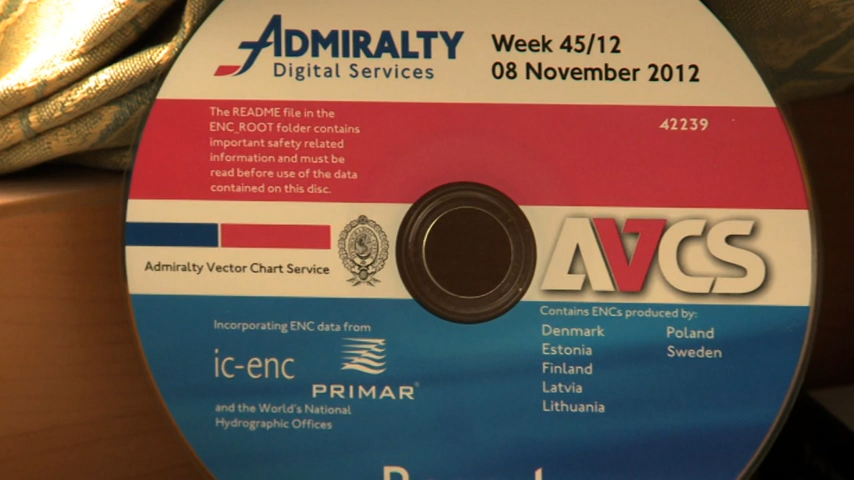 ADMIRALTY
Digital Services
Week 45/12
08 November 2012
The README file in the
ENC_ROOT folder contains
important safety related
information and must be
read before use of the data
contained on this disc.
42239
Admiralty Vector Chart Service
AVCS
Incorporating ENC data from
ic-enc
PRIMAR®
and the World's National
Hydrographic Offices
Contains ENCs produced by:
Denmark
Estonia
Finland
Latvia
Lithuania
Poland
Sweden